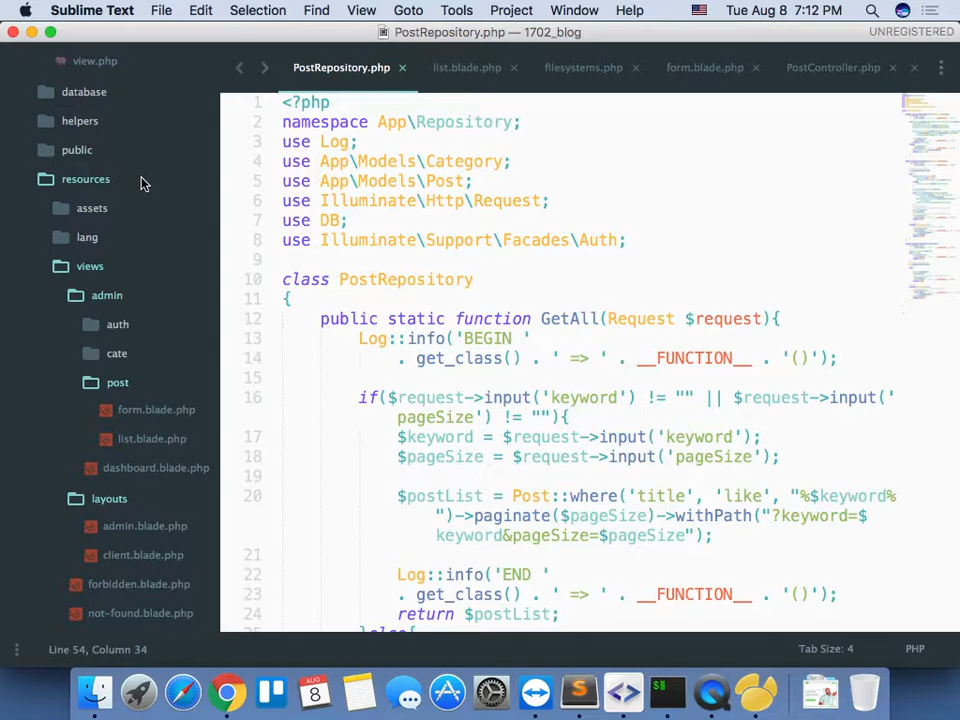 Sublime Text File Edit Selection Find View Goto Tools Project Window Help Tue Aug 8 7:12 PM
PostRepository.php — 1702_blog UNREGISTERED
view.php
database
helpers
public
resources
assets
lang
views
admin
auth
cate
post
form.blade.php
list.blade.php
dashboard.blade.php
layouts
admin.blade.php
client.blade.php
forbidden.blade.php
not-found.blade.php
PostRepository.php × list.blade.php × filesystems.php × form.blade.php × PostController.php × ×
1 <?php
2 namespace App\Repository;
3 use Log;
4 use App\Models\Category;
5 use App\Models\Post;
6 use Illuminate\Http\Request;
7 use DB;
8 use Illuminate\Support\Facades\Auth;
9
10 class PostRepository
11 {
12 public static function GetAll(Request $request){
13 Log::info('BEGIN '
14 . get_class() . ' => ' . __FUNCTION__ . '()');
15
16 if($request->input('keyword') != "" || $request->input('
pageSize') != ""){
17 $keyword = $request->input('keyword');
18 $pageSize = $request->input('pageSize');
19
20 $postList = Post::where('title', 'like', "%$keyword%
")->paginate($pageSize)->withPath("?keyword=$
keyword&pageSize=$pageSize");
21
22 Log::info('END '
23 . get_class() . ' => ' . __FUNCTION__ . '()');
24 return $postList;
25 }else{
Line 54, Column 34 Tab Size: 4 PHP
AUG
8